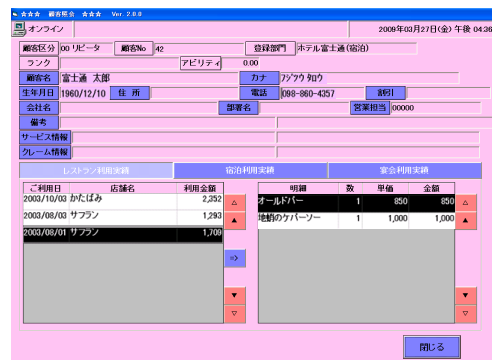 ★★★ 顧客照会 ★★★ Ver. 2.0.0
オンライン 2009年03月27日(金) 午後 04:36
顧客区分 00 リピータ 顧客No 42 登録部門 ホテル富士通(宿泊)
ランク アビリティ 0.00
顧客名 富士通 太郎 カナ フジツウ タロウ
生年月日 1960/12/10 住 所 電話 098-860-4357 割引
会社名 部署名 営業担当 00000
備考
サービス情報
クレーム情報
レストラン利用実績 宿泊利用実績 宴会利用実績
ご利用日 店舗名 利用金額 明細 数 単価 金額
2003/10/03 かたばみ 2,352 オールドパー 1 850 850
2003/08/03 サフラン 1,293 地蛸のケバーソー 1 1,000 1,000
2003/08/01 サフラン 1,709
⇒
閉じる